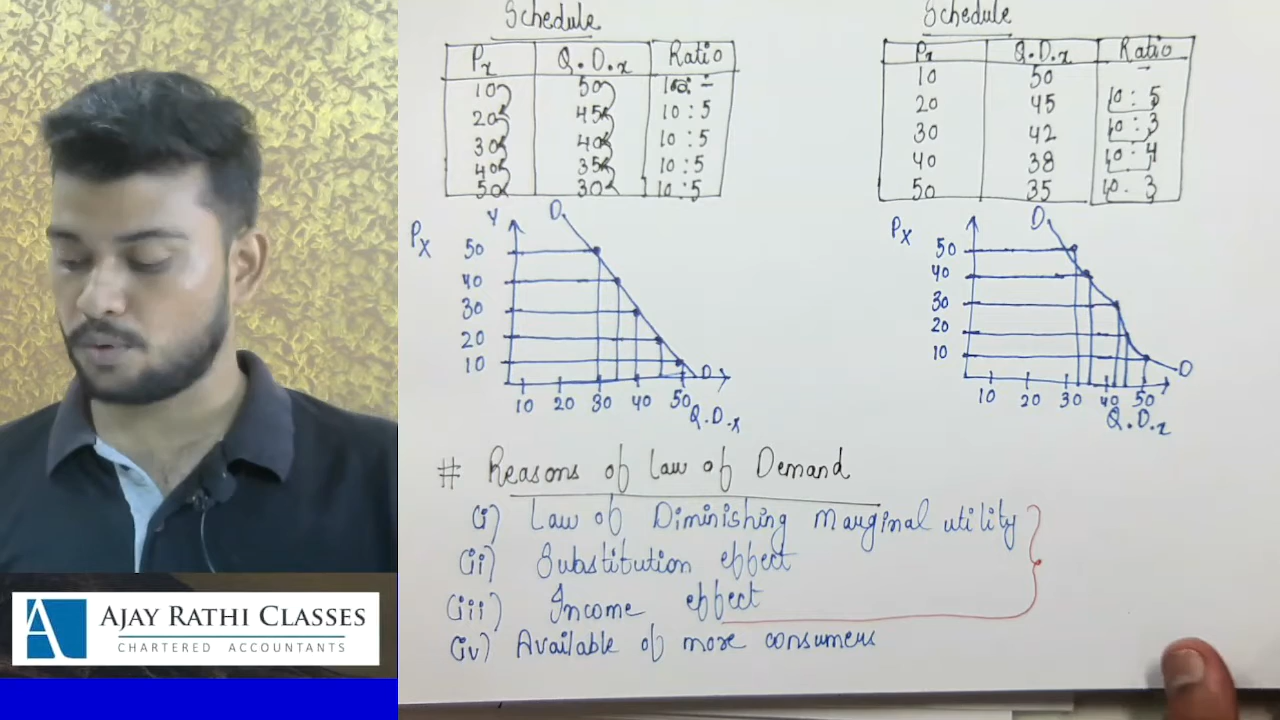 Schedule
Px Q.D.x Ratio
10 50 -
20 45 10 : 5
30 40 10 : 5
40 35 10 : 5
50 30 10 : 5
Schedule
Px Q.D.x Ratio
10 50 -
20 45 10 : 5
30 42 10 : 3
40 38 10 : 4
50 35 10 : 3
Px Y D
50
40
30
20
10
D
10 20 30 40 50
Q.D.x
Px D
50
40
30
20
10
D
10 20 30 40 50
Q.D.x
# Reasons of Law of Demand
(i) Law of Diminishing Marginal utility
(ii) Substitution effect
(iii) Income effect
(iv) Available of more consumers
A AJAY RATHI CLASSES
CHARTERED ACCOUNTANTS